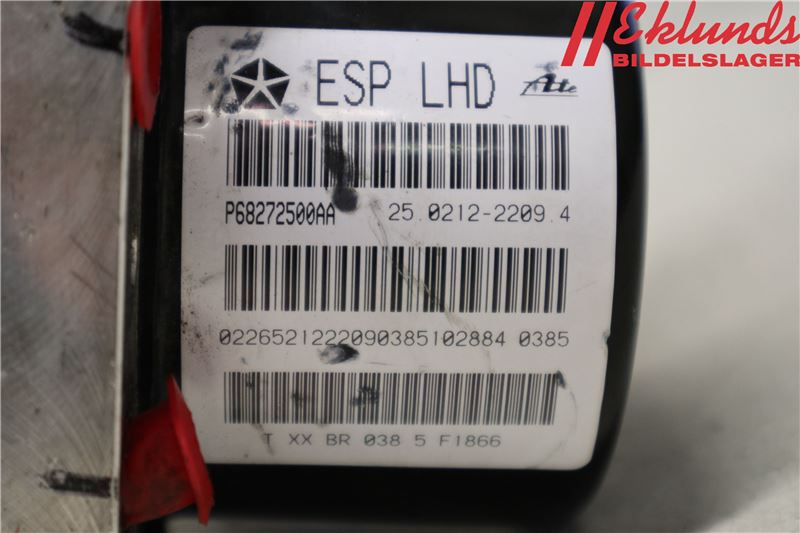 Eklunds
BILDELSLAGER
ESP LHD Ate
P68272500AA 25.0212-2209.4
0226521222090385102884 0385
T XX BR 038 5 F1866